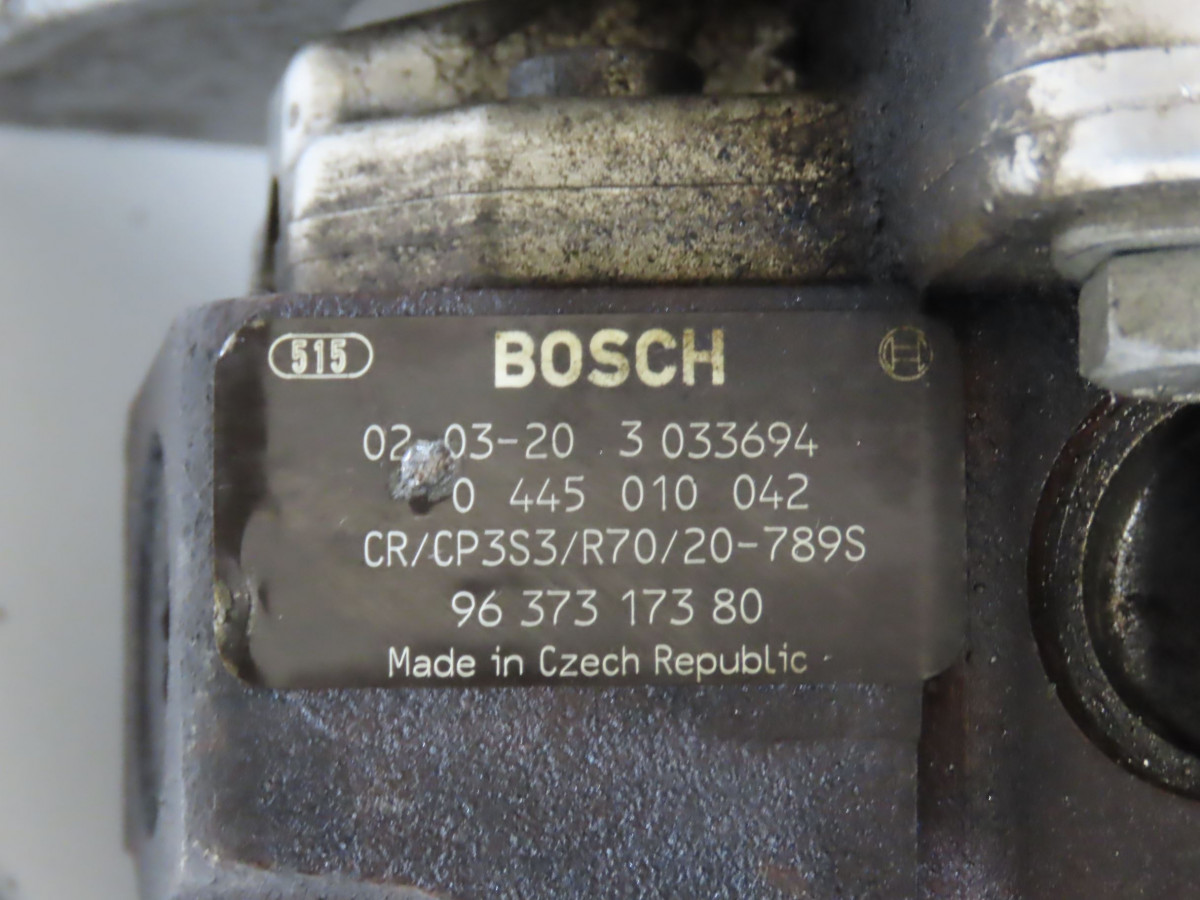 515 BOSCH
02-03-20 3 033694
0 445 010 042
CR/CP3S3/R70/20-789S
96 373 173 80
Made in Czech Republic